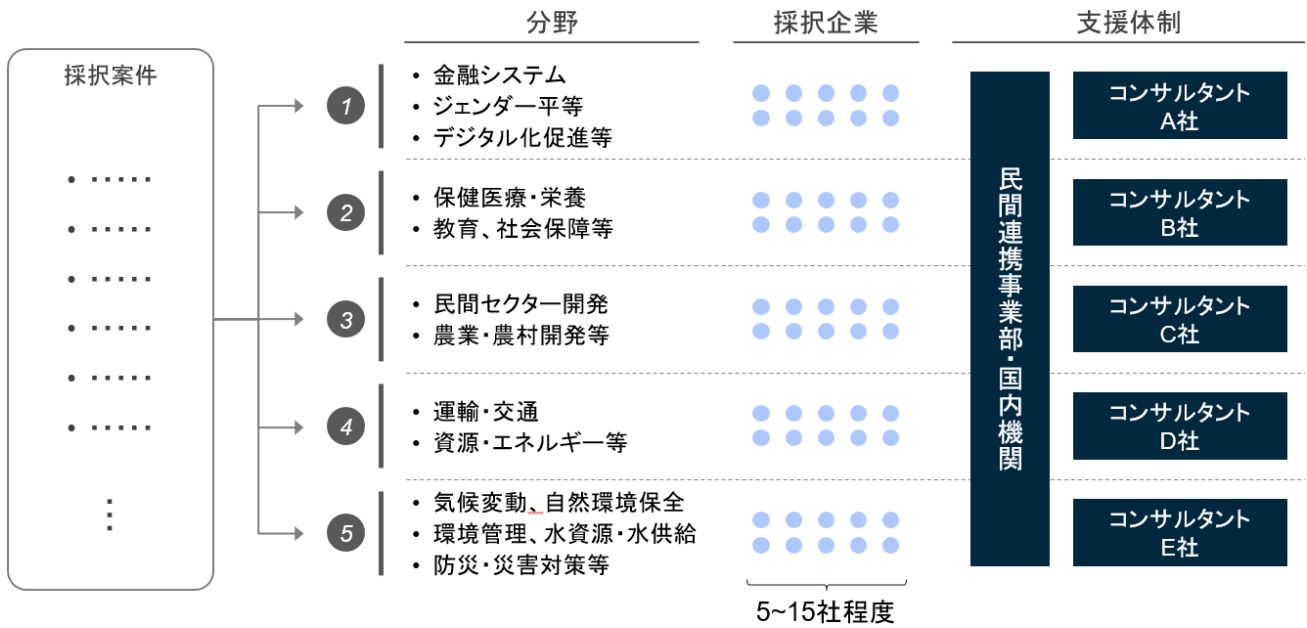 分野
採択企業
支援体制
採択案件
• ・・・・・
• ・・・・・
• ・・・・・
• ・・・・・
• ・・・・・
• ・・・・・
⋮
1
• 金融システム
• ジェンダー平等
• デジタル化促進等
2
• 保健医療・栄養
• 教育、社会保障等
3
• 民間セクター開発
• 農業・農村開発等
4
• 運輸・交通
• 資源・エネルギー等
5
• 気候変動、自然環境保全
• 環境管理、水資源・水供給
• 防災・災害対策等
5~15社程度
民間連携事業部・国内機関
コンサルタント
A社
コンサルタント
B社
コンサルタント
C社
コンサルタント
D社
コンサルタント
E社